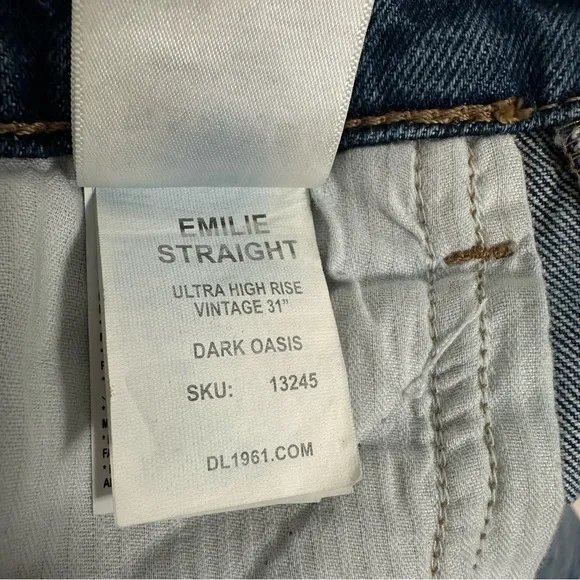 EMILIE
STRAIGHT
ULTRA HIGH RISE
VINTAGE 31”
DARK OASIS
SKU: 13245
DL1961.COM